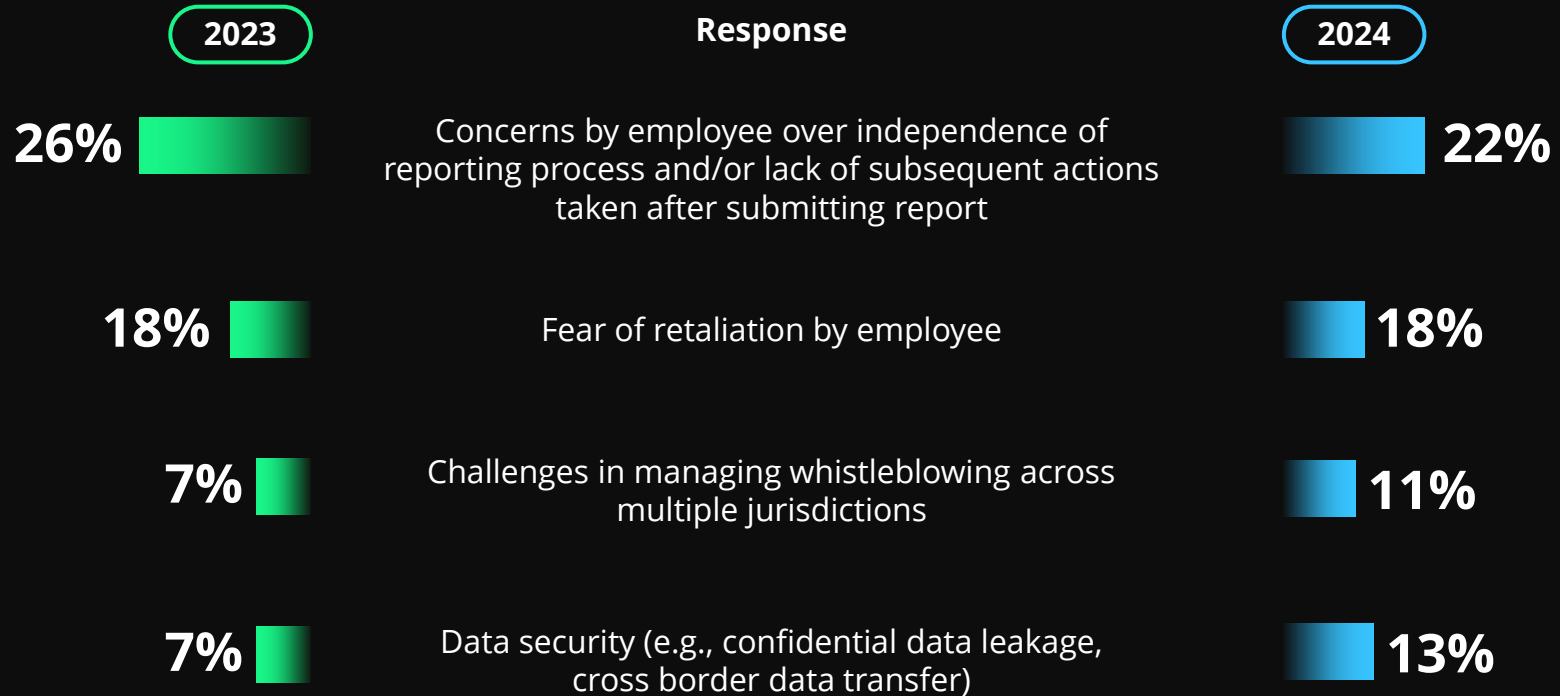 2023 Response 2024
26% Concerns by employee over independence of 22%
reporting process and/or lack of subsequent actions
taken after submitting report
18% Fear of retaliation by employee 18%
7% Challenges in managing whistleblowing across 11%
multiple jurisdictions
7% Data security (e.g., confidential data leakage, 13%
cross border data transfer)